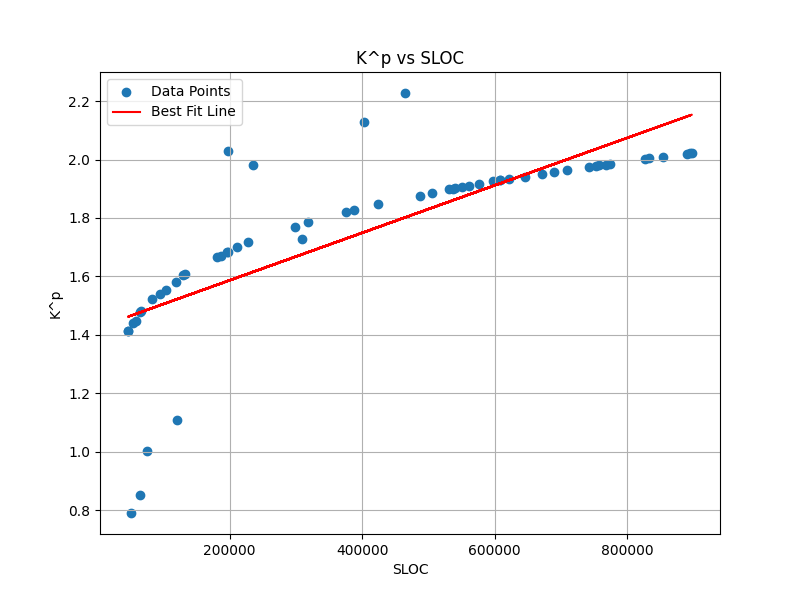 K^p vs SLOC
Data Points
Best Fit Line
K^p
2.2
2.0
1.8
1.6
1.4
1.2
1.0
0.8
200000 400000 600000 800000
SLOC